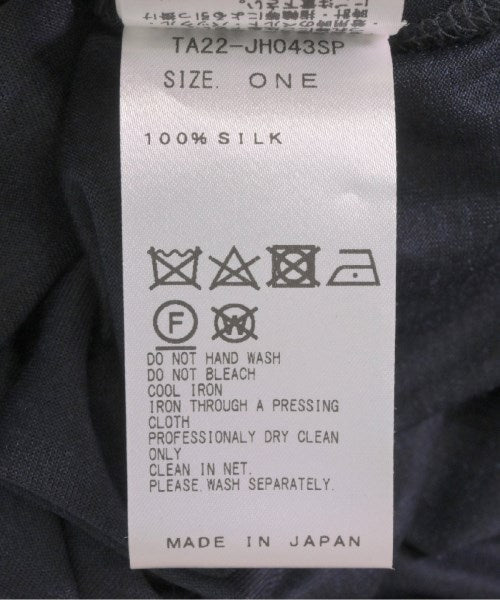 TA22-JH043SP
SIZE. ONE
100% SILK
F W
DO NOT HAND WASH
DO NOT BLEACH
COOL IRON
IRON THROUGH A PRESSING
CLOTH
PROFESSIONALY DRY CLEAN
ONLY
CLEAN IN NET.
PLEASE.WASH SEPARATELY.
MADE IN JAPAN